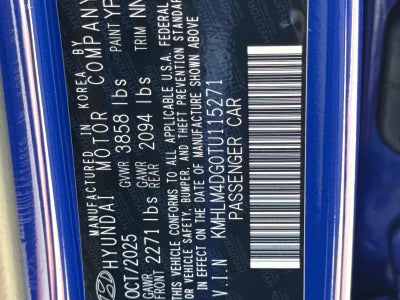 MANUFACTURED IN KOREA BY
HYUNDAI MOTOR COMPANY
OCT/2025 GVWR 3858 lbs PAINT YP
GAWR FRONT 2271 lbs GAWR REAR 2094 lbs TRIM NN
THIS VEHICLE CONFORMS TO ALL APPLICABLE U.S.A. FEDERAL
VEHICLE SAFETY, BUMPER, AND THEFT PREVENTION STANDARD
IN EFFECT ON THE DATE OF MANUFACTURE SHOWN ABOVE
V.I.N KMHLM4DG0TU115271
PASSENGER CAR